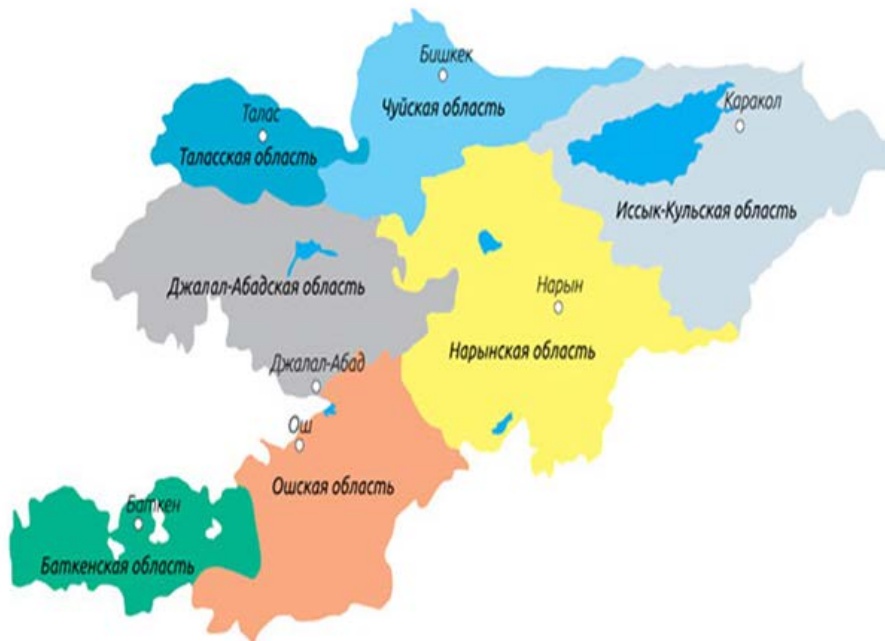 Бишкек
Чуйская область
Талас
Таласская область
Каракол
Иссык-Кульская область
Джалал-Абадская область
Нарын
Нарынская область
Джалал-Абад
Ош
Ошская область
Баткен
Баткенская область